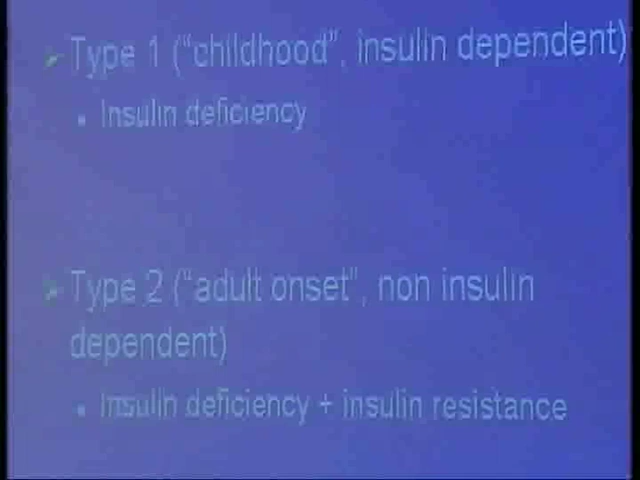 Type 1 ("childhood", insulin dependent)
Insulin deficiency
Type 2 ("adult onset", non insulin
dependent)
Insulin deficiency + insulin resistance